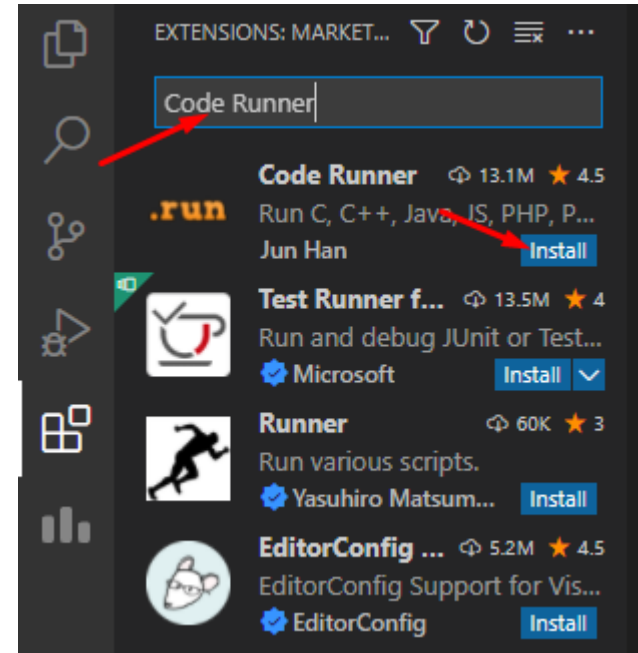 EXTENSIONS: MARKET...
Code Runner
Code Runner 13.1M 4.5
.run
Run C, C++, Java, JS, PHP, P...
Jun Han Install
Test Runner f... 13.5M 4
Run and debug JUnit or Test...
Microsoft Install
Runner 60K 3
Run various scripts.
Yasuhiro Matsum... Install
EditorConfig ... 5.2M 4.5
EditorConfig Support for Vis...
EditorConfig Install